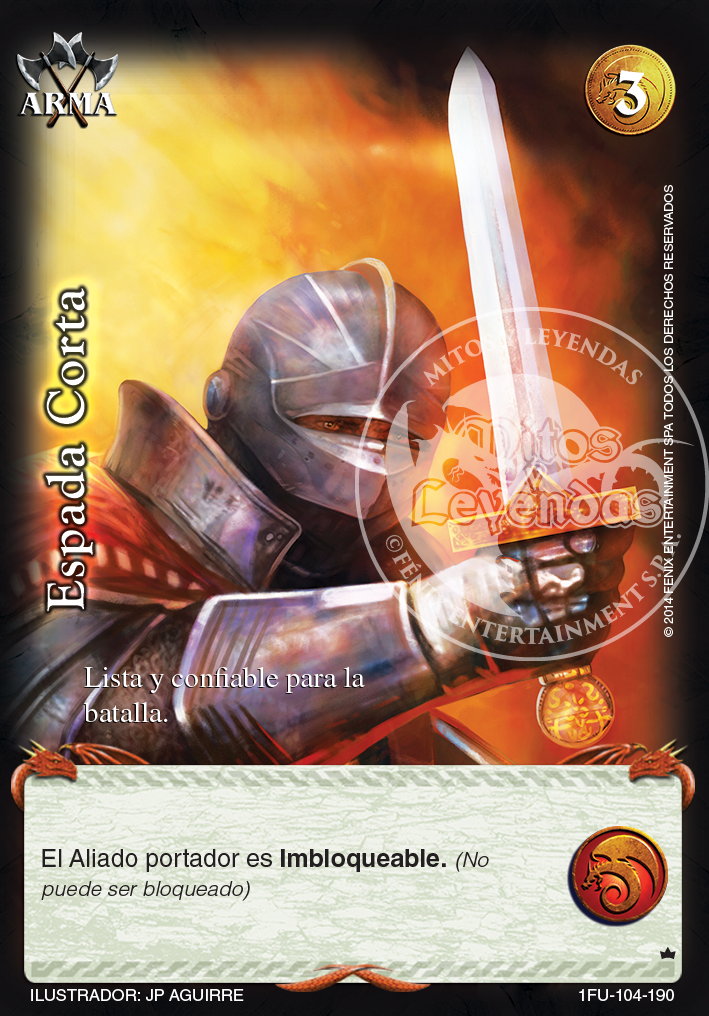 ARMA
3
Espada Corta
© 2014 FENIX ENTERTAINMENT SPA TODOS LOS DERECHOS RESERVADOS
MITOS Y LEYENDAS
Mitos
Leyendas
© FÉNIX ENTERTAINMENT S.P.A.
Lista y confiable para la
batalla.
El Aliado portador es Imbloqueable. (No
puede ser bloqueado)
ILUSTRADOR: JP AGUIRRE
1FU-104-190